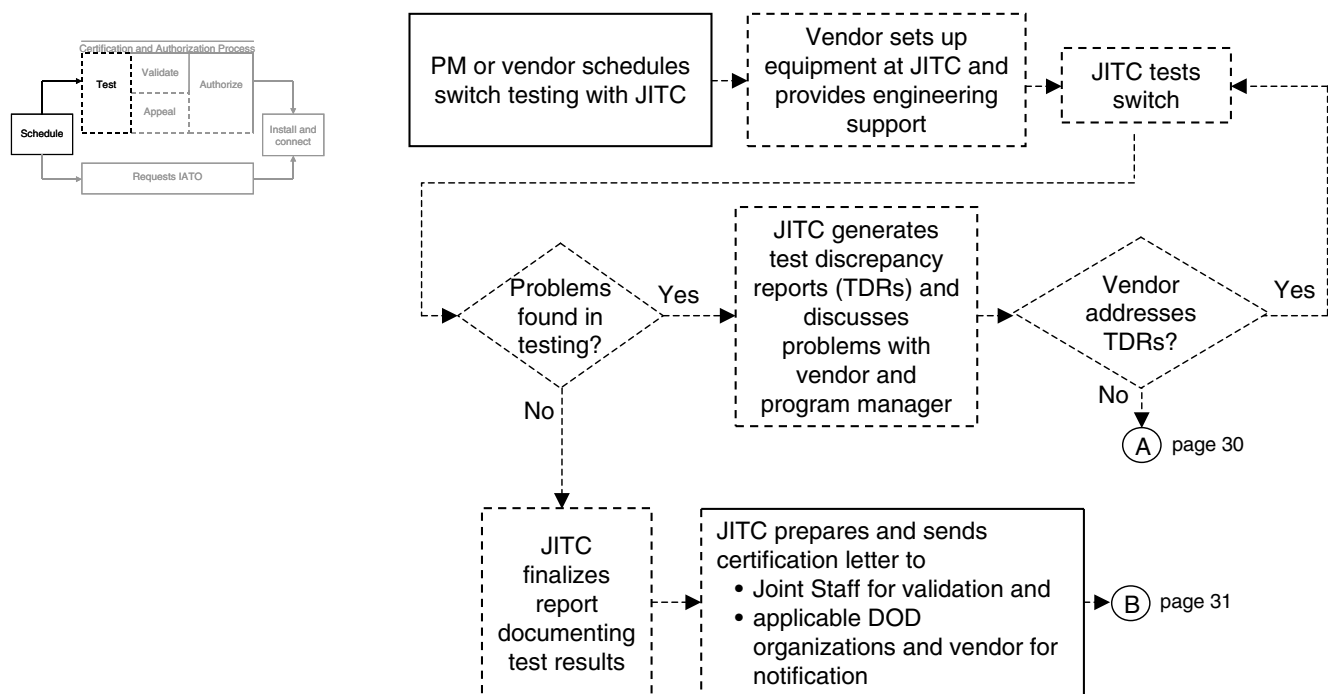 Certification and Authorization Process
Test
Validate
Appeal
Authorize
Schedule
Install and
connect
Requests IATO
PM or vendor schedules
switch testing with JITC
Vendor sets up
equipment at JITC and
provides engineering
support
JITC tests
switch
Problems
found in
testing?
Yes
No
JITC generates
test discrepancy
reports (TDRs) and
discusses
problems with
vendor and
program manager
Vendor
addresses
TDRs?
Yes
No
A page 30
JITC
finalizes
report
documenting
test results
JITC prepares and sends
certification letter to
• Joint Staff for validation and
• applicable DOD
organizations and vendor for
notification
B page 31